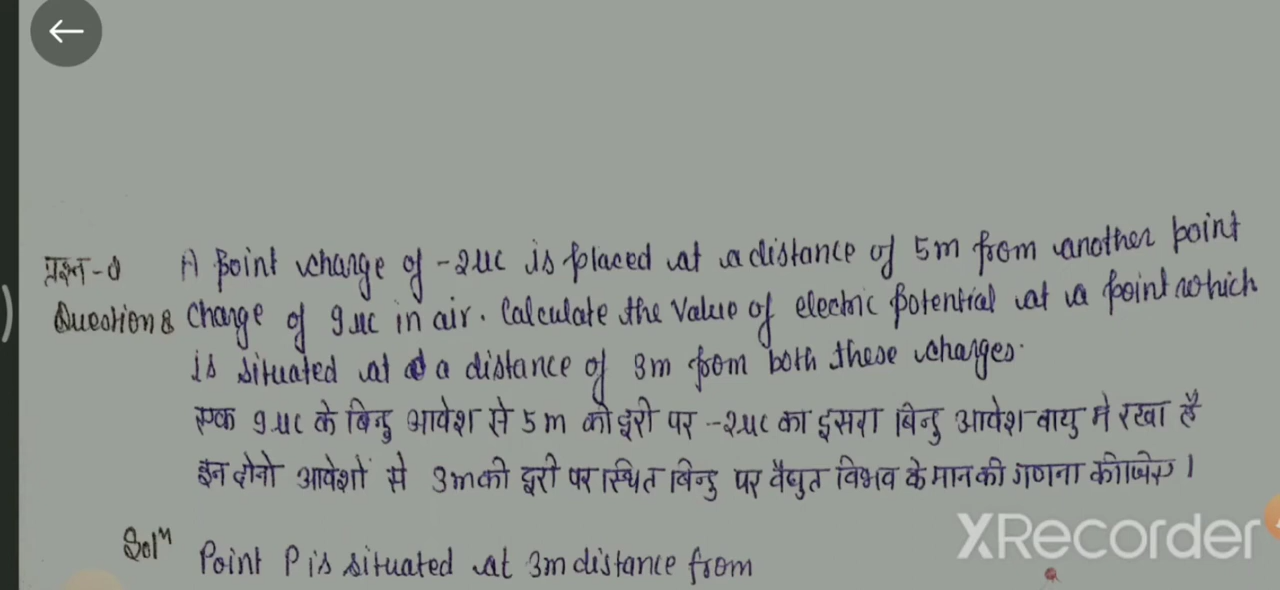 प्रश्न-8 A Point charge of -2μc is placed at a distance of 5m from another point
Question 8 Charge of 9μc in air. Calculate the Value of electric potential at a point which
is situated at a distance of 3m from both these charges.
एक 9μc के बिन्दु आवेश से 5m की दूरी पर -2μc का दूसरा बिन्दु आवेश वायु में रखा है
इन दोनो आवेशों से 3m की दूरी पर स्थित बिन्दु पर वैद्युत विभव के मान की गणना कीजिए।
Solⁿ Point P is situated at 3m distance from
XRecorder